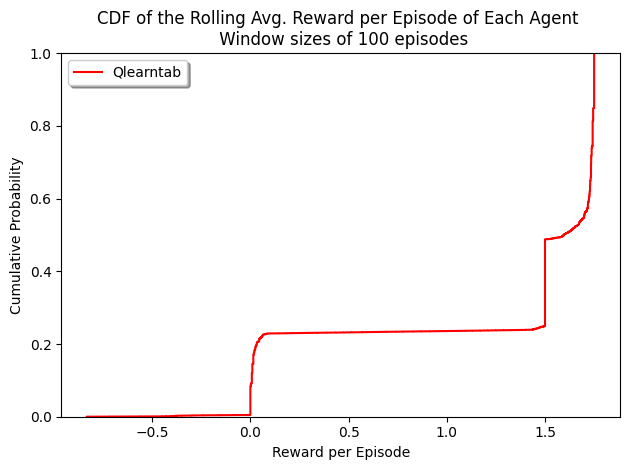 CDF of the Rolling Avg. Reward per Episode of Each Agent
Window sizes of 100 episodes
Qlearntab
1.0
0.8
0.6
0.4
0.2
0.0
Cumulative Probability
−0.5
0.0
0.5
1.0
1.5
Reward per Episode